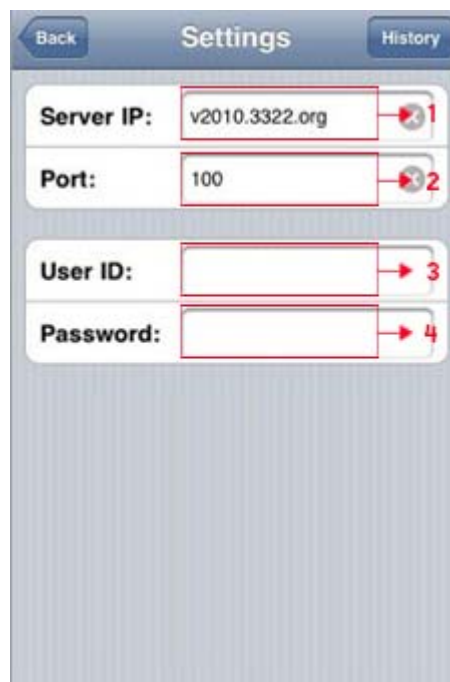 Back Settings History
Server IP: v2010.3322.org 1
Port: 100 2
User ID: 3
Password: 4